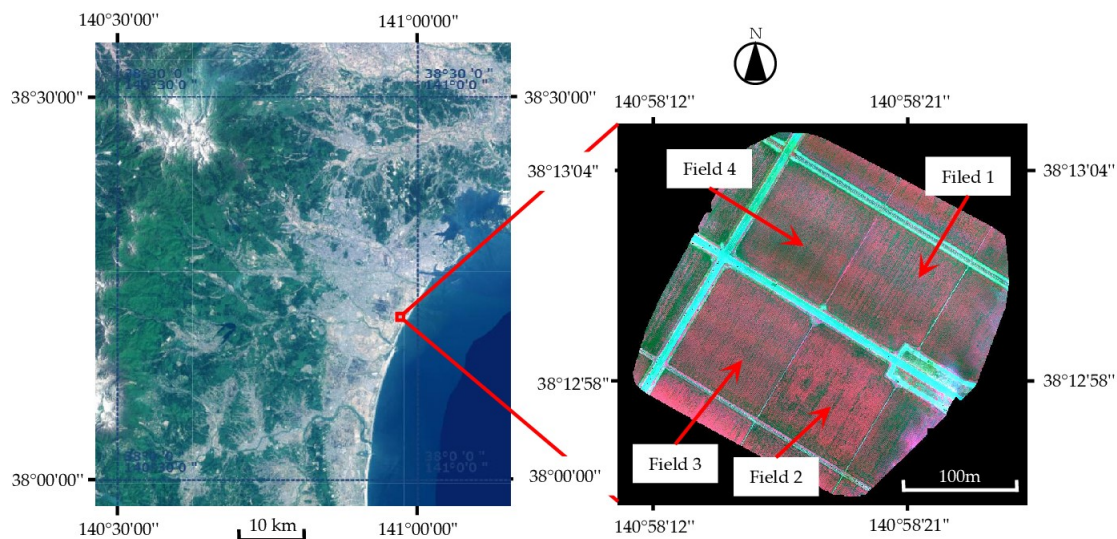 140°30'00" 141°00'00"
38°30 '0 "
141°0'0 "
38°30'00"
N
140°58'12" 140°58'21"
38°30'00"
38°13'04" 38°13'04"
Field 4 Filed 1
38°12'58" 38°12'58"
Field 3 Field 2
100m
38°00'00" 38°00'00"
140°30'00" 10 km 141°00'00"
140°58'12" 140°58'21"